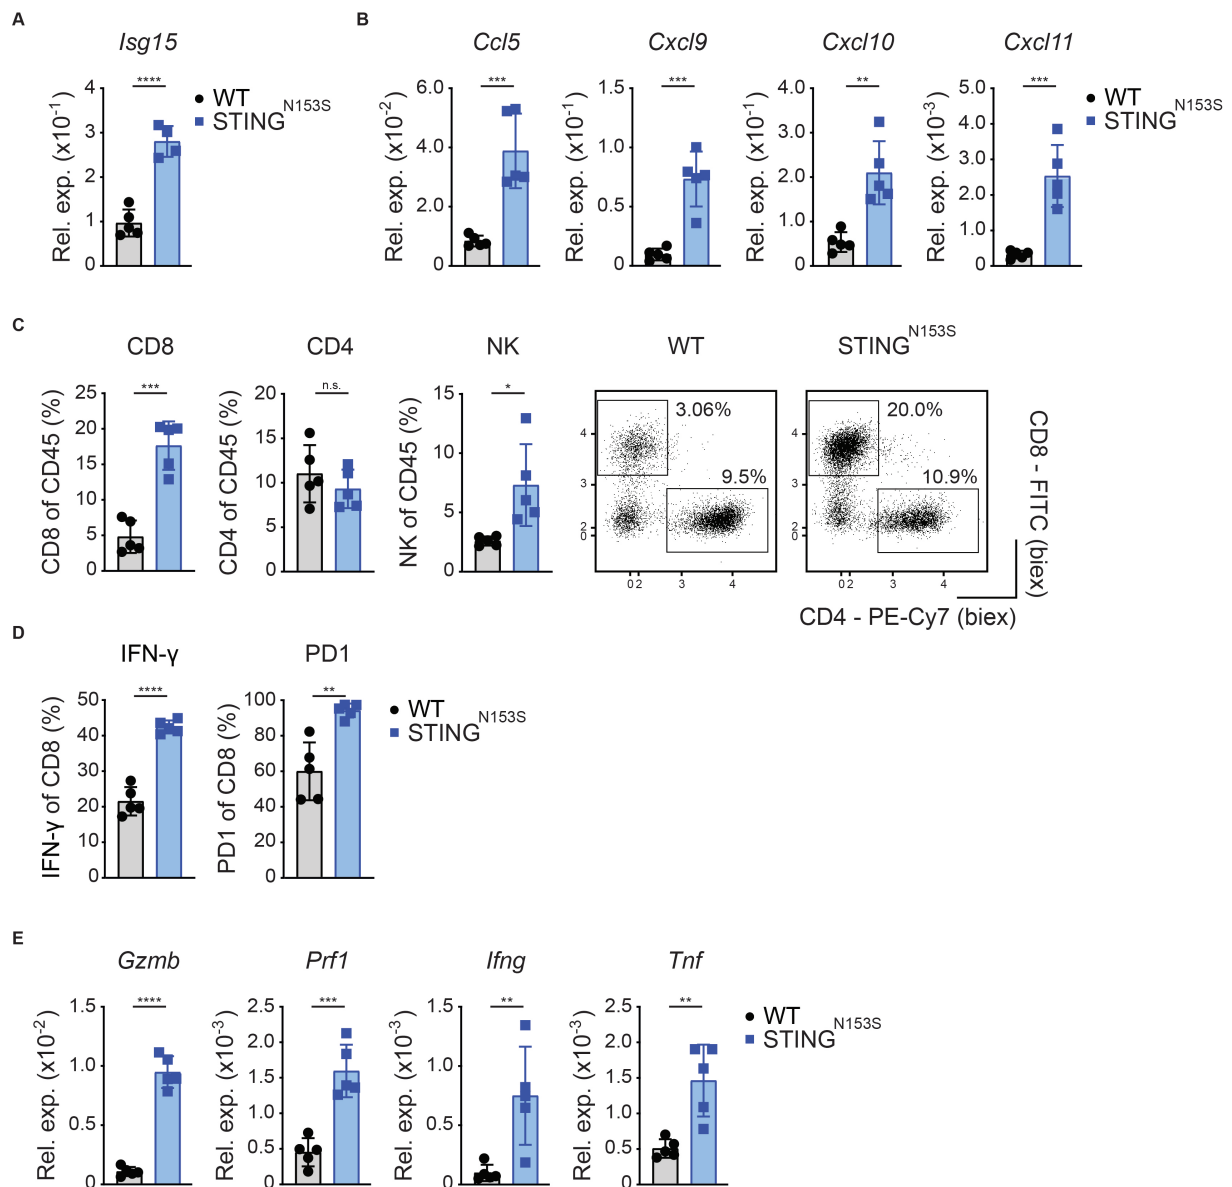 A
B
Isg15
Ccl5
Cxcl9
Cxcl10
Cxcl11
****
***
***
**
***
WT
STINGN153S
WT
STINGN153S
Rel. exp. (x10-1)
4
3
2
1
0
Rel. exp. (x10-2)
6.0
4.0
2.0
0
Rel. exp. (x10-1)
1.5
1.0
0.5
0
Rel. exp. (x10-1)
4.0
3.0
2.0
1.0
0
Rel. exp. (x10-3)
5.0
4.0
3.0
2.0
1.0
0
C
CD8
CD4
NK
WT
STINGN153S
***
n.s.
*
CD8 of CD45 (%)
25
20
15
10
5
0
CD4 of CD45 (%)
20
15
10
5
0
NK of CD45 (%)
15
10
5
0
3.06%
9.5%
4
3
2
0
0 2 3 4
20.0%
10.9%
4
3
2
0
0 2 3 4
CD8 - FITC (biex)
CD4 - PE-Cy7 (biex)
D
IFN-γ
PD1
****
**
WT
STINGN153S
IFN-γ of CD8 (%)
50
40
30
20
10
0
PD1 of CD8 (%)
100
80
60
40
20
0
E
Gzmb
Prf1
Ifng
Tnf
****
***
**
**
WT
STINGN153S
Rel. exp. (x10-2)
1.5
1.0
0.5
0
Rel. exp. (x10-3)
2.5
2.0
1.5
1.0
0.5
0
Rel. exp. (x10-3)
1.5
1.0
0.5
0
Rel. exp. (x10-3)
2.5
2.0
1.5
1.0
0.5
0